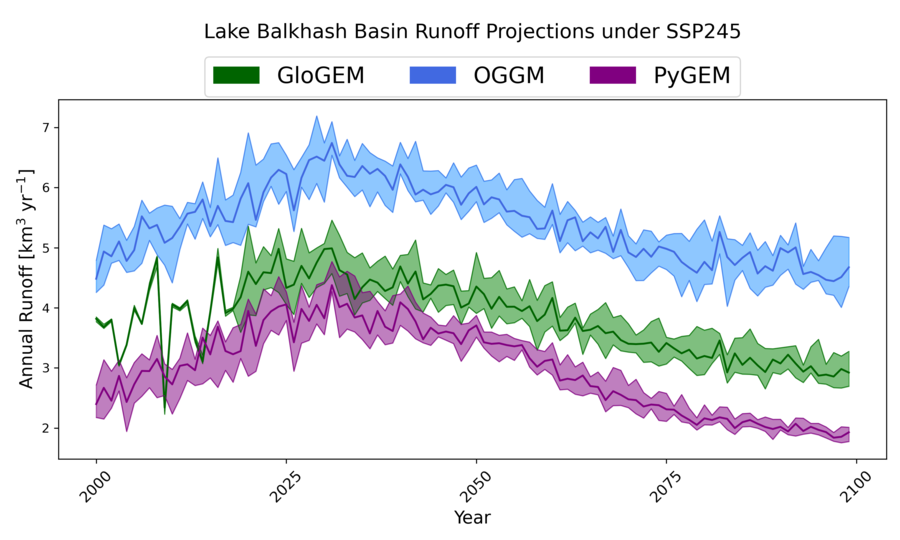 Lake Balkhash Basin Runoff Projections under SSP245
GloGEM OGGM PyGEM
Annual Runoff [km³ yr⁻¹]
7
6
5
4
3
2
2000 2025 2050 2075 2100
Year